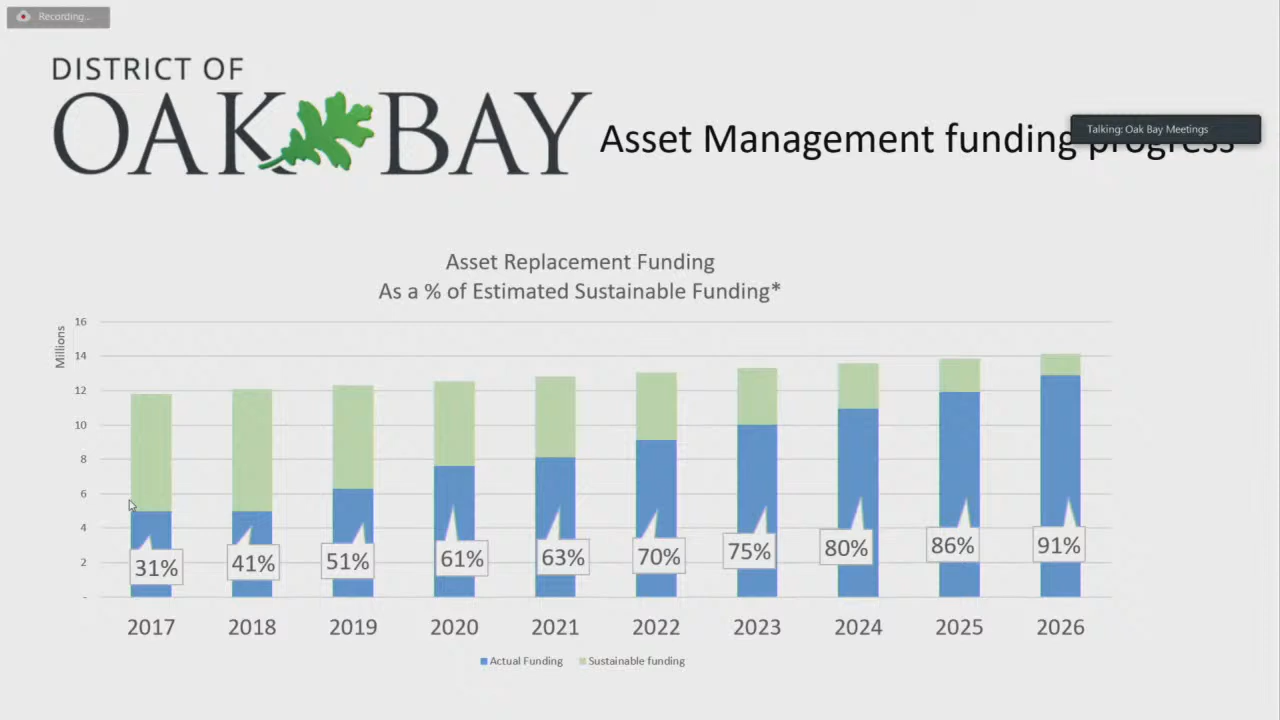 Recording...
DISTRICT OF
OAK BAY
Asset Management funding progress
Talking: Oak Bay Meetings
Asset Replacement Funding
As a % of Estimated Sustainable Funding*
Millions
16
14
12
10
8
6
4
2
-
31%
41%
51%
61%
63%
70%
75%
80%
86%
91%
2017
2018
2019
2020
2021
2022
2023
2024
2025
2026
Actual Funding
Sustainable funding